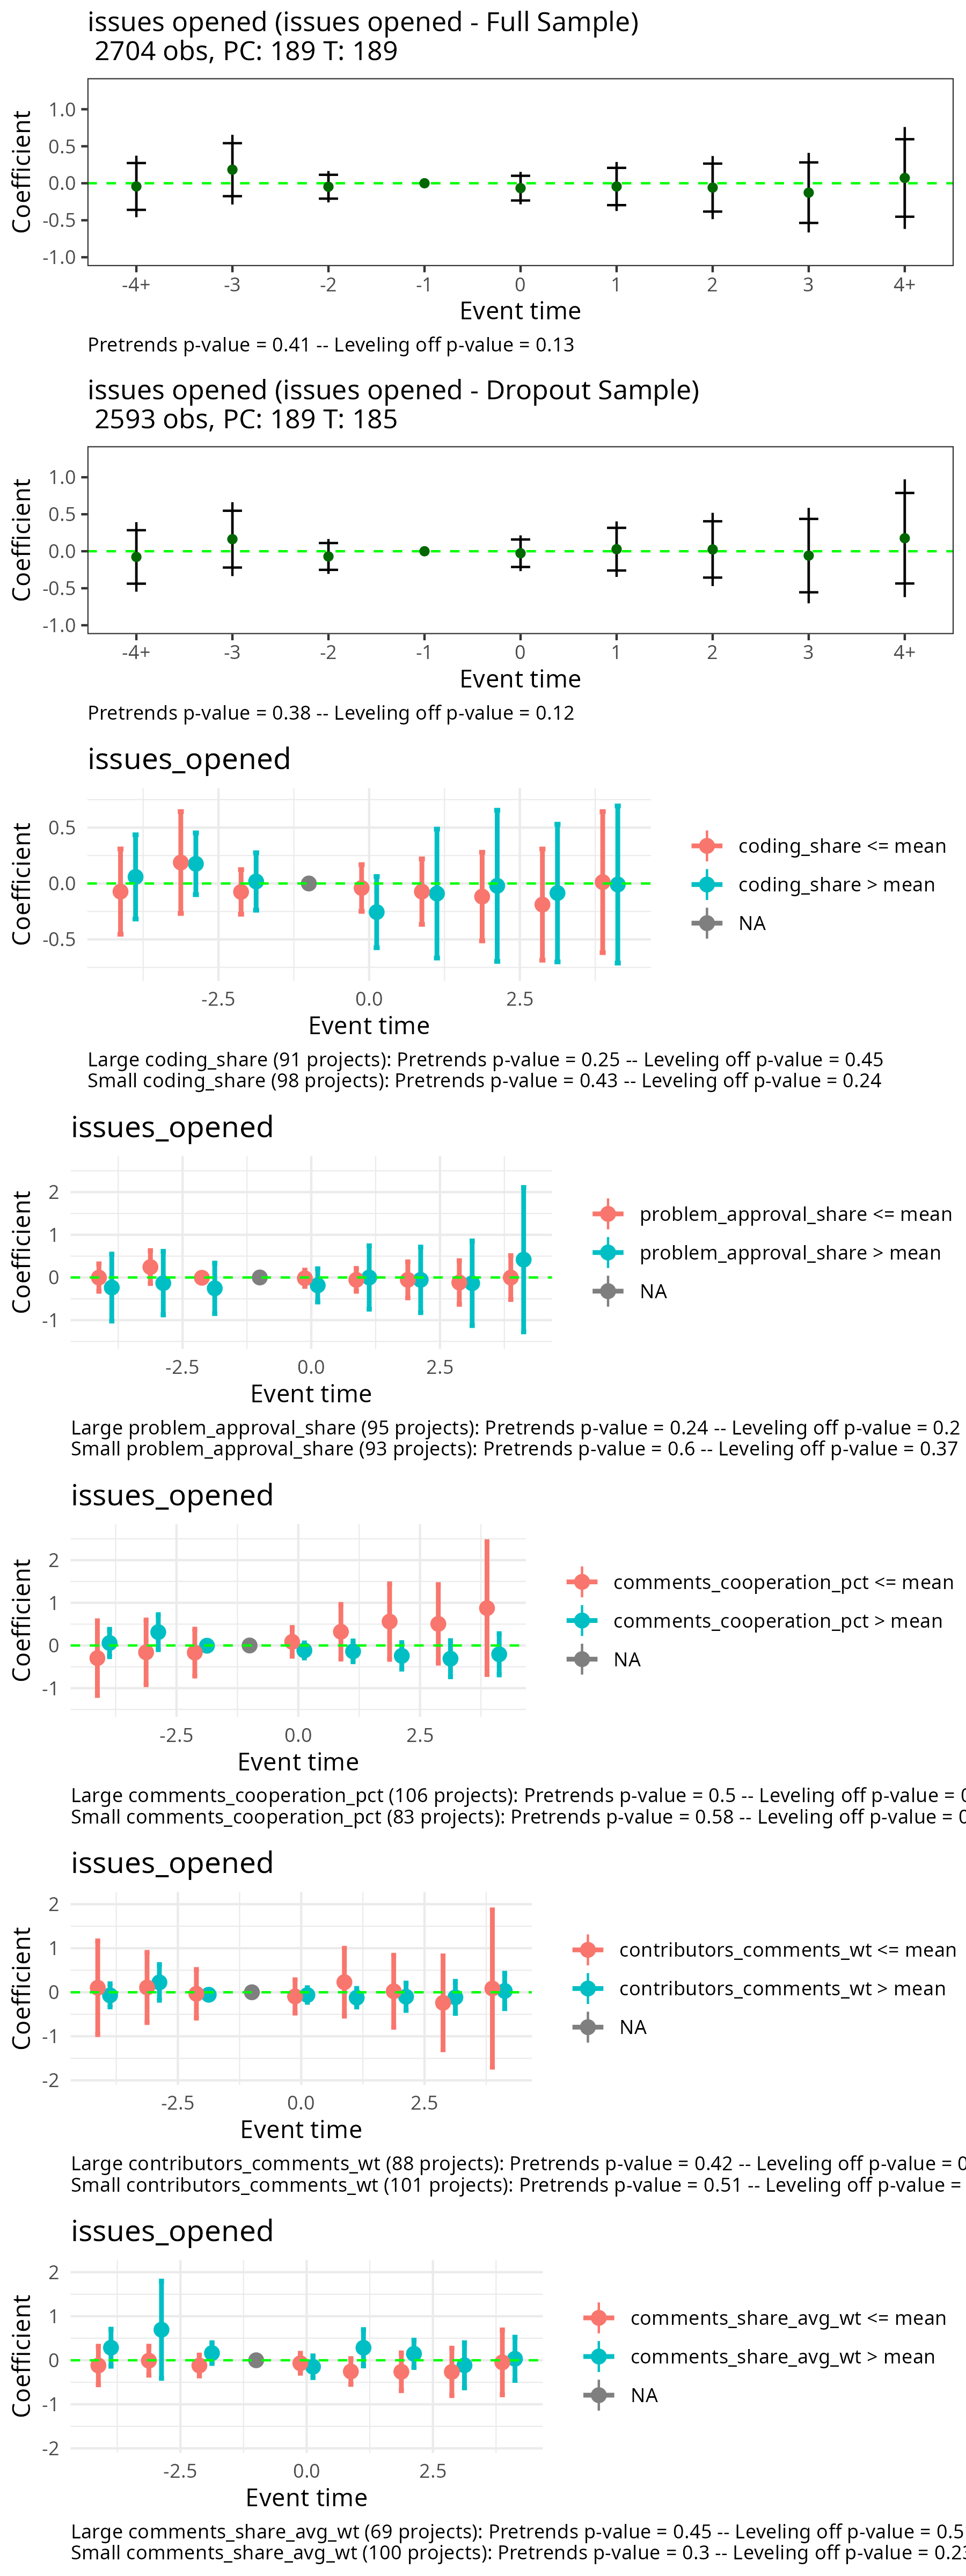 issues opened (issues opened - Full Sample)
2704 obs, PC: 189 T: 189
1.0
0.5
0.0
-0.5
-1.0
Coefficient
-4+ -3 -2 -1 0 1 2 3 4+
Event time
Pretrends p-value = 0.41 -- Leveling off p-value = 0.13
issues opened (issues opened - Dropout Sample)
2593 obs, PC: 189 T: 185
1.0
0.5
0.0
-0.5
-1.0
Coefficient
-4+ -3 -2 -1 0 1 2 3 4+
Event time
Pretrends p-value = 0.38 -- Leveling off p-value = 0.12
issues_opened
0.5
0.0
-0.5
Coefficient
-2.5 0.0 2.5
Event time
coding_share <= mean
coding_share > mean
NA
Large coding_share (91 projects): Pretrends p-value = 0.25 -- Leveling off p-value = 0.45
Small coding_share (98 projects): Pretrends p-value = 0.43 -- Leveling off p-value = 0.24
issues_opened
2
1
0
-1
Coefficient
-2.5 0.0 2.5
Event time
problem_approval_share <= mean
problem_approval_share > mean
NA
Large problem_approval_share (95 projects): Pretrends p-value = 0.24 -- Leveling off p-value = 0.2
Small problem_approval_share (93 projects): Pretrends p-value = 0.6 -- Leveling off p-value = 0.37
issues_opened
2
1
0
-1
Coefficient
-2.5 0.0 2.5
Event time
comments_cooperation_pct <= mean
comments_cooperation_pct > mean
NA
Large comments_cooperation_pct (106 projects): Pretrends p-value = 0.5 -- Leveling off p-value =
Small comments_cooperation_pct (83 projects): Pretrends p-value = 0.58 -- Leveling off p-value =
issues_opened
2
1
0
-1
-2
Coefficient
-2.5 0.0 2.5
Event time
contributors_comments_wt <= mean
contributors_comments_wt > mean
NA
Large contributors_comments_wt (88 projects): Pretrends p-value = 0.42 -- Leveling off p-value =
Small contributors_comments_wt (101 projects): Pretrends p-value = 0.51 -- Leveling off p-value =
issues_opened
2
1
0
-1
-2
Coefficient
-2.5 0.0 2.5
Event time
comments_share_avg_wt <= mean
comments_share_avg_wt > mean
NA
Large comments_share_avg_wt (69 projects): Pretrends p-value = 0.45 -- Leveling off p-value = 0.5
Small comments_share_avg_wt (100 projects): Pretrends p-value = 0.3 -- Leveling off p-value =